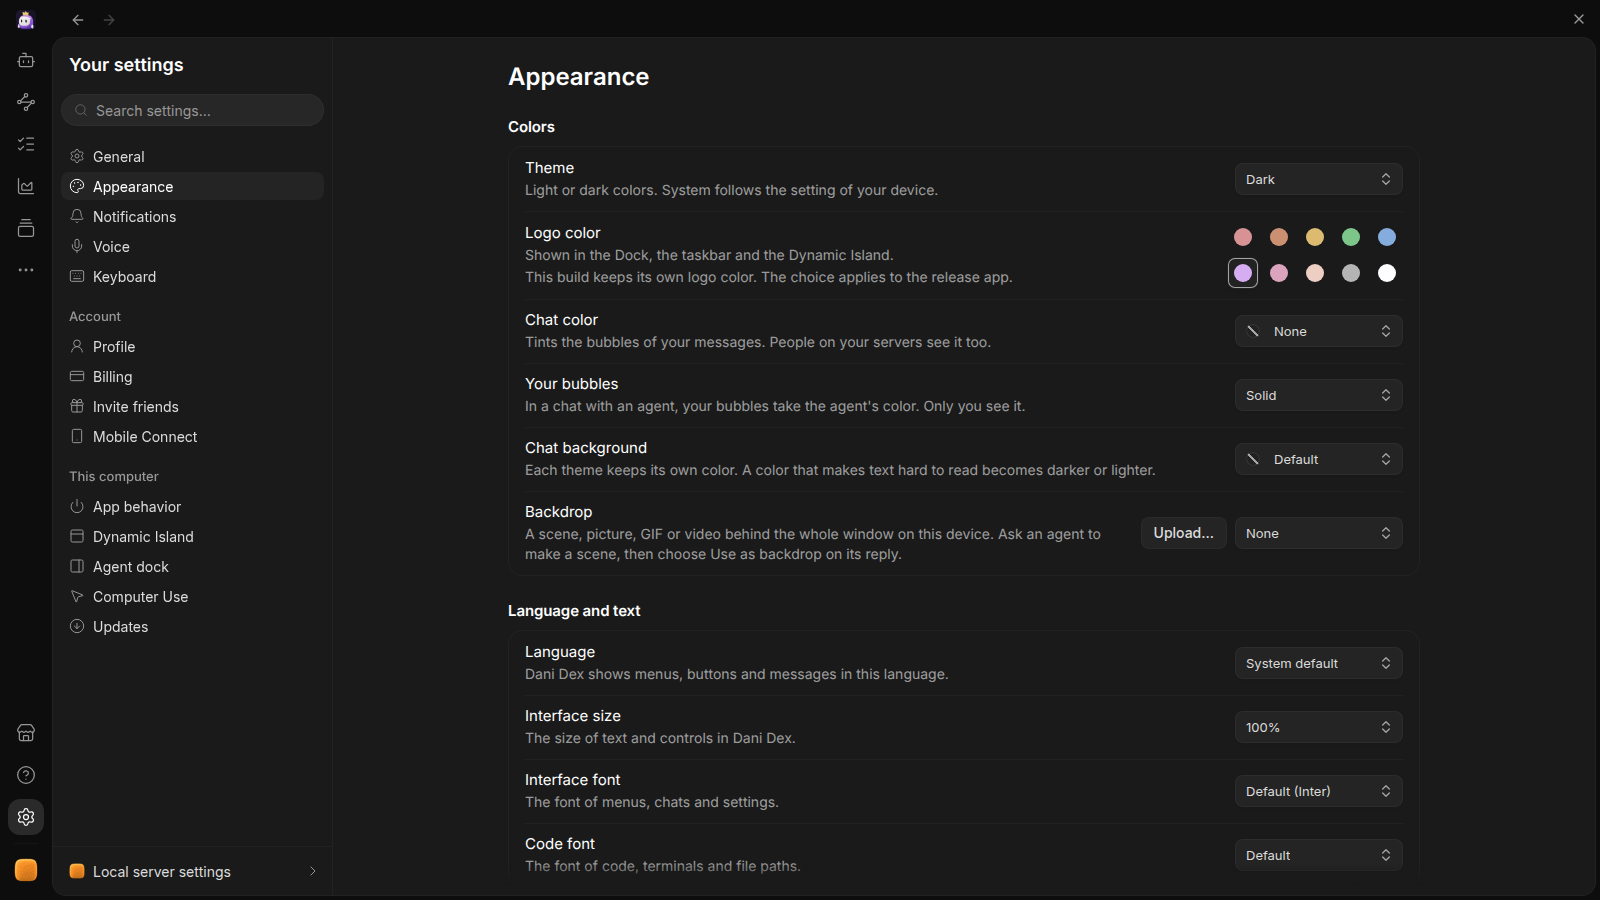 Your settings
Search settings...
General
Appearance
Notifications
Voice
Keyboard
Account
Profile
Billing
Invite friends
Mobile Connect
This computer
App behavior
Dynamic Island
Agent dock
Computer Use
Updates
Local server settings
Appearance
Colors
Theme
Light or dark colors. System follows the setting of your device.
Dark
Logo color
Shown in the Dock, the taskbar and the Dynamic Island.
This build keeps its own logo color. The choice applies to the release app.
Chat color
Tints the bubbles of your messages. People on your servers see it too.
None
Your bubbles
In a chat with an agent, your bubbles take the agent's color. Only you see it.
Solid
Chat background
Each theme keeps its own color. A color that makes text hard to read becomes darker or lighter.
Default
Backdrop
A scene, picture, GIF or video behind the whole window on this device. Ask an agent to
make a scene, then choose Use as backdrop on its reply.
Upload...
None
Language and text
Language
Dani Dex shows menus, buttons and messages in this language.
System default
Interface size
The size of text and controls in Dani Dex.
100%
Interface font
The font of menus, chats and settings.
Default (Inter)
Code font
The font of code, terminals and file paths.
Default